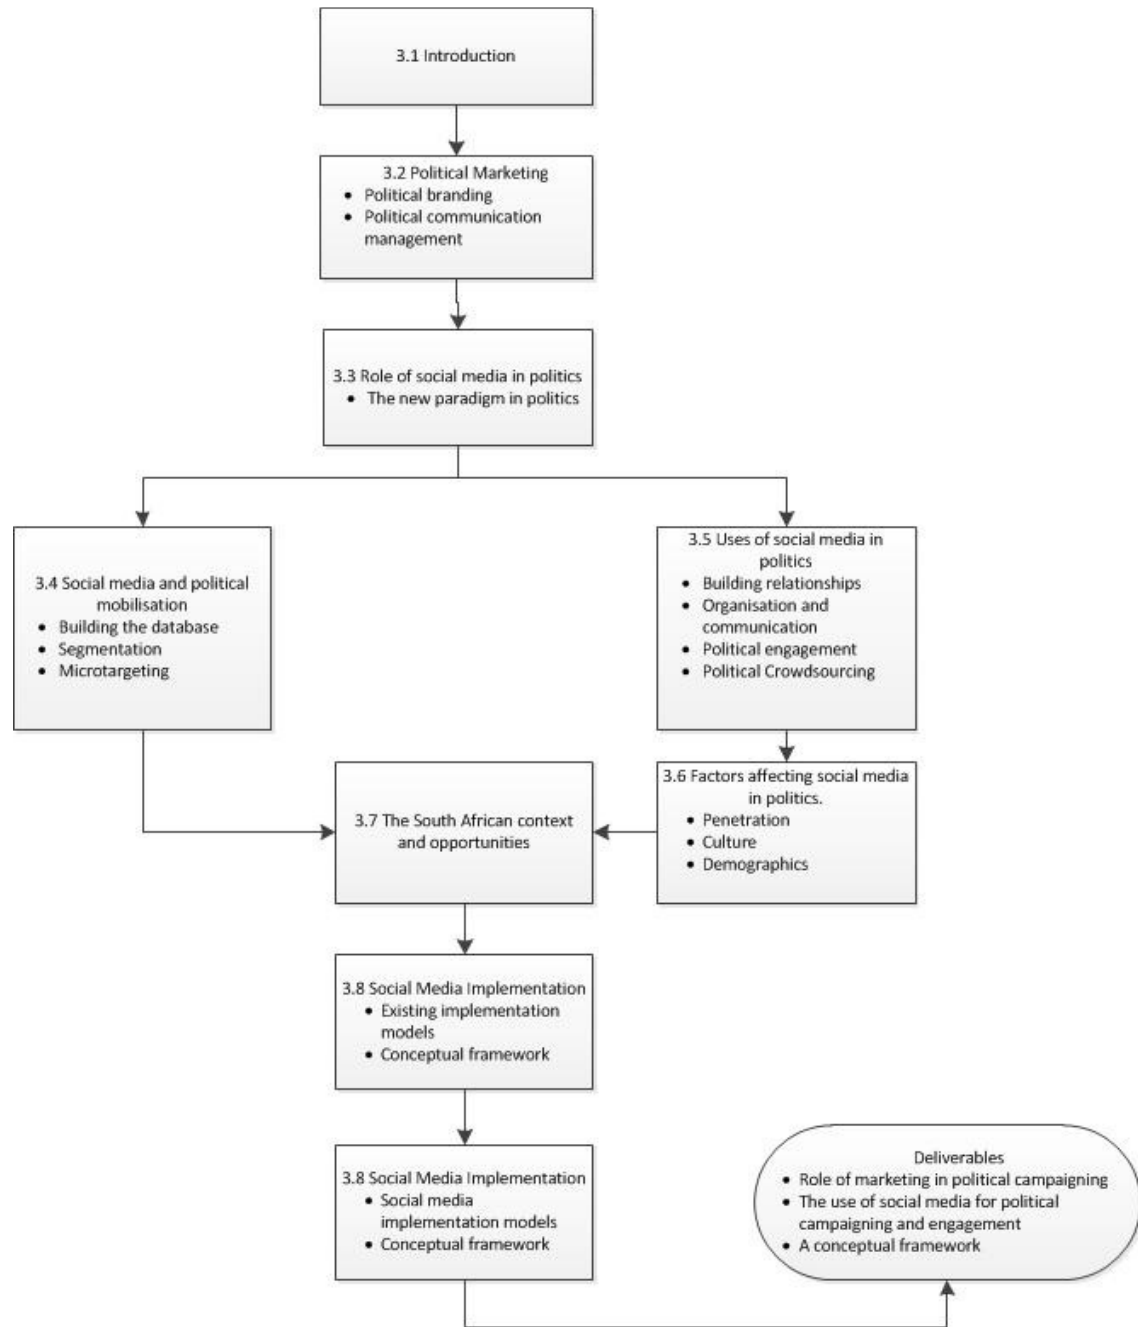 3.1 Introduction
3.2 Political Marketing
• Political branding
• Political communication
management
3.3 Role of social media in politics
• The new paradigm in politics
3.4 Social media and political
mobilisation
• Building the database
• Segmentation
• Microtargeting
3.5 Uses of social media in
politics
• Building relationships
• Organisation and
communication
• Political engagement
• Political Crowdsourcing
3.6 Factors affecting social media
in politics.
• Penetration
• Culture
• Demographics
3.7 The South African context
and opportunities
3.8 Social Media Implementation
• Existing implementation
models
• Conceptual framework
3.8 Social Media Implementation
• Social media
implementation models
• Conceptual framework
Deliverables
• Role of marketing in political campaigning
• The use of social media for political
campaigning and engagement
• A conceptual framework